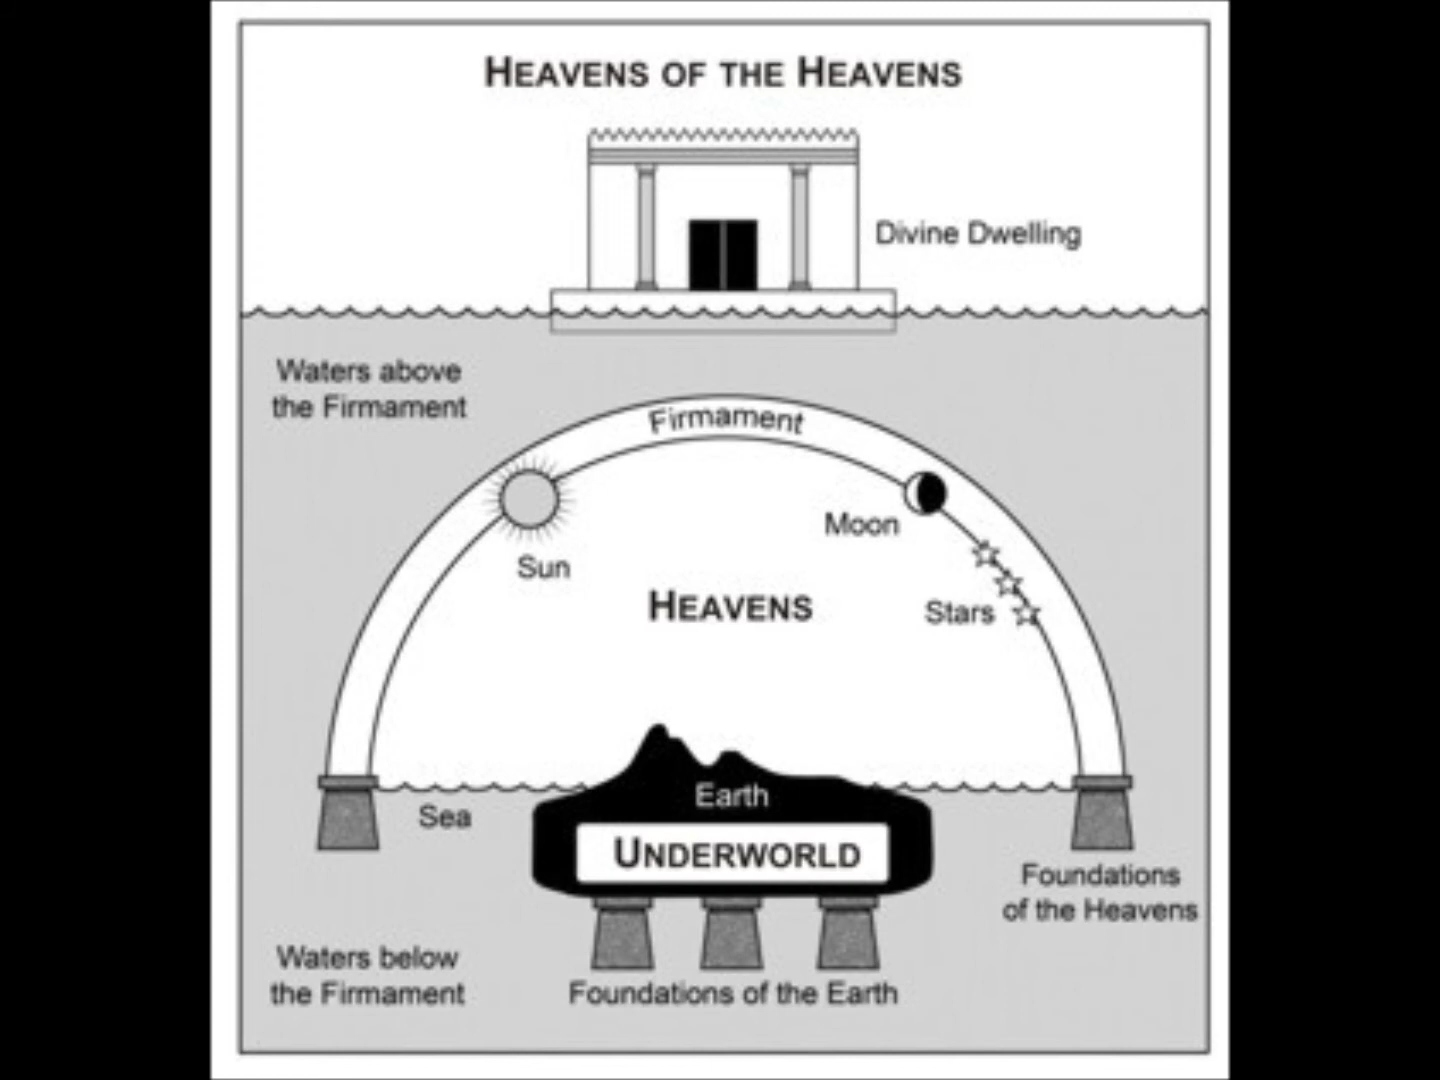 HEAVENS OF THE HEAVENS
Divine Dwelling
Waters above
the Firmament
Firmament
Sun
Moon
Stars
HEAVENS
Earth
Sea
UNDERWORLD
Foundations
of the Heavens
Waters below
the Firmament
Foundations of the Earth